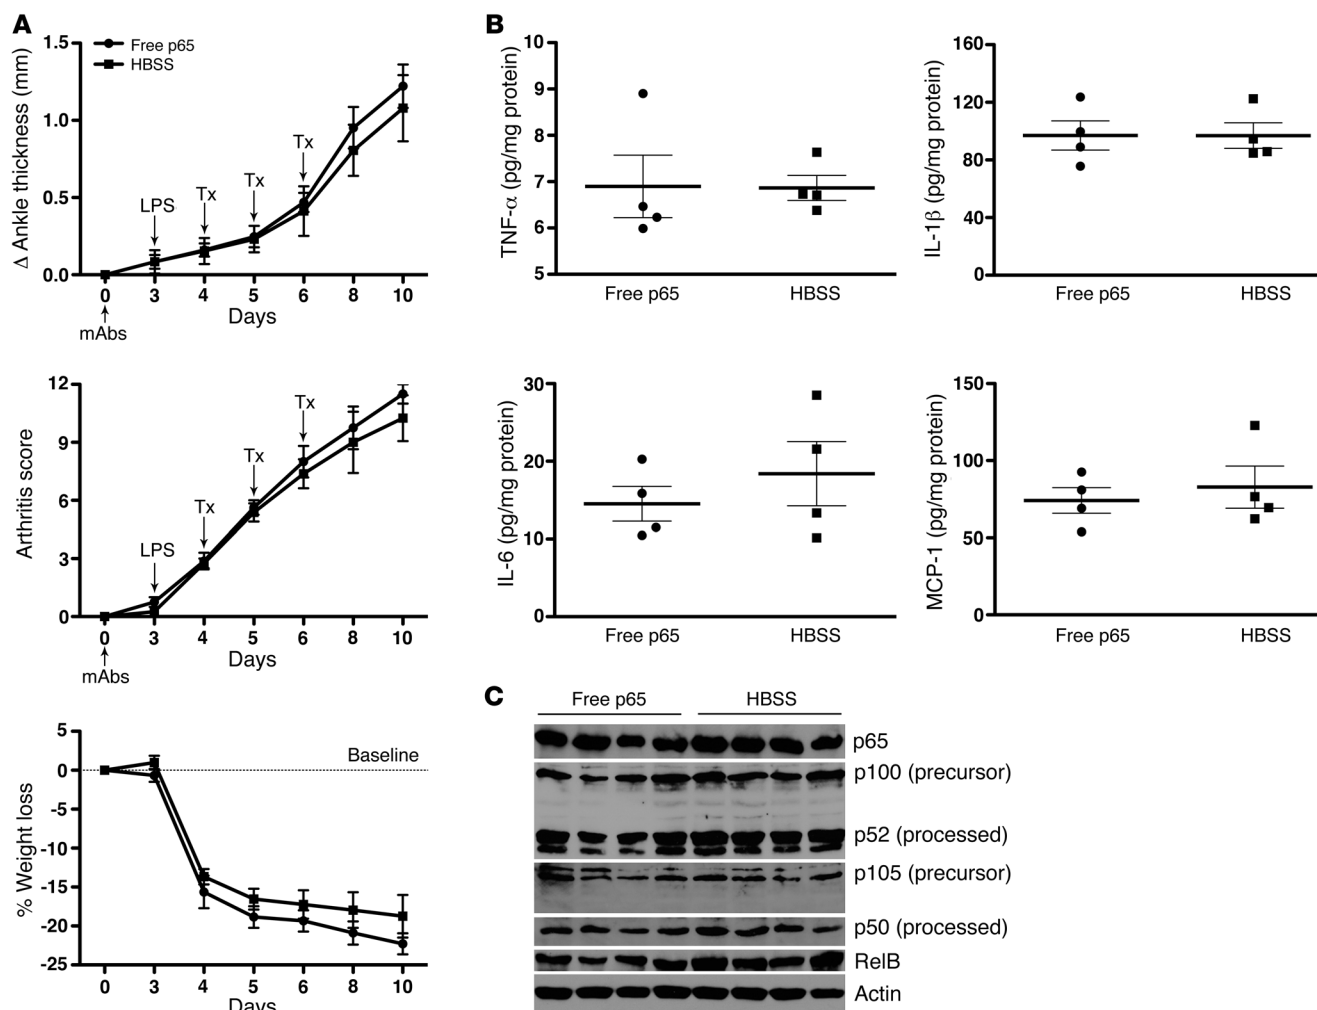 A
Δ Ankle thickness (mm)
1.5
1.0
0.5
0.0
Free p65
HBSS
LPS
Tx
Tx
Tx
0 3 4 5 6 8 10
Days
mAbs
Arthritis score
12
9
6
3
0
LPS
Tx
Tx
Tx
0 3 4 5 6 8 10
Days
mAbs
% Weight loss
5
0
-5
-10
-15
-20
-25
Baseline
0 3 4 5 6 8 10
Days
B
TNF-α (pg/mg protein)
10
9
8
7
6
5
Free p65 HBSS
IL-1β (pg/mg protein)
160
120
80
40
0
Free p65 HBSS
IL-6 (pg/mg protein)
30
20
10
0
Free p65 HBSS
MCP-1 (pg/mg protein)
150
100
50
0
Free p65 HBSS
C
Free p65 HBSS
p65
p100 (precursor)
p52 (processed)
p105 (precursor)
p50 (processed)
RelB
Actin